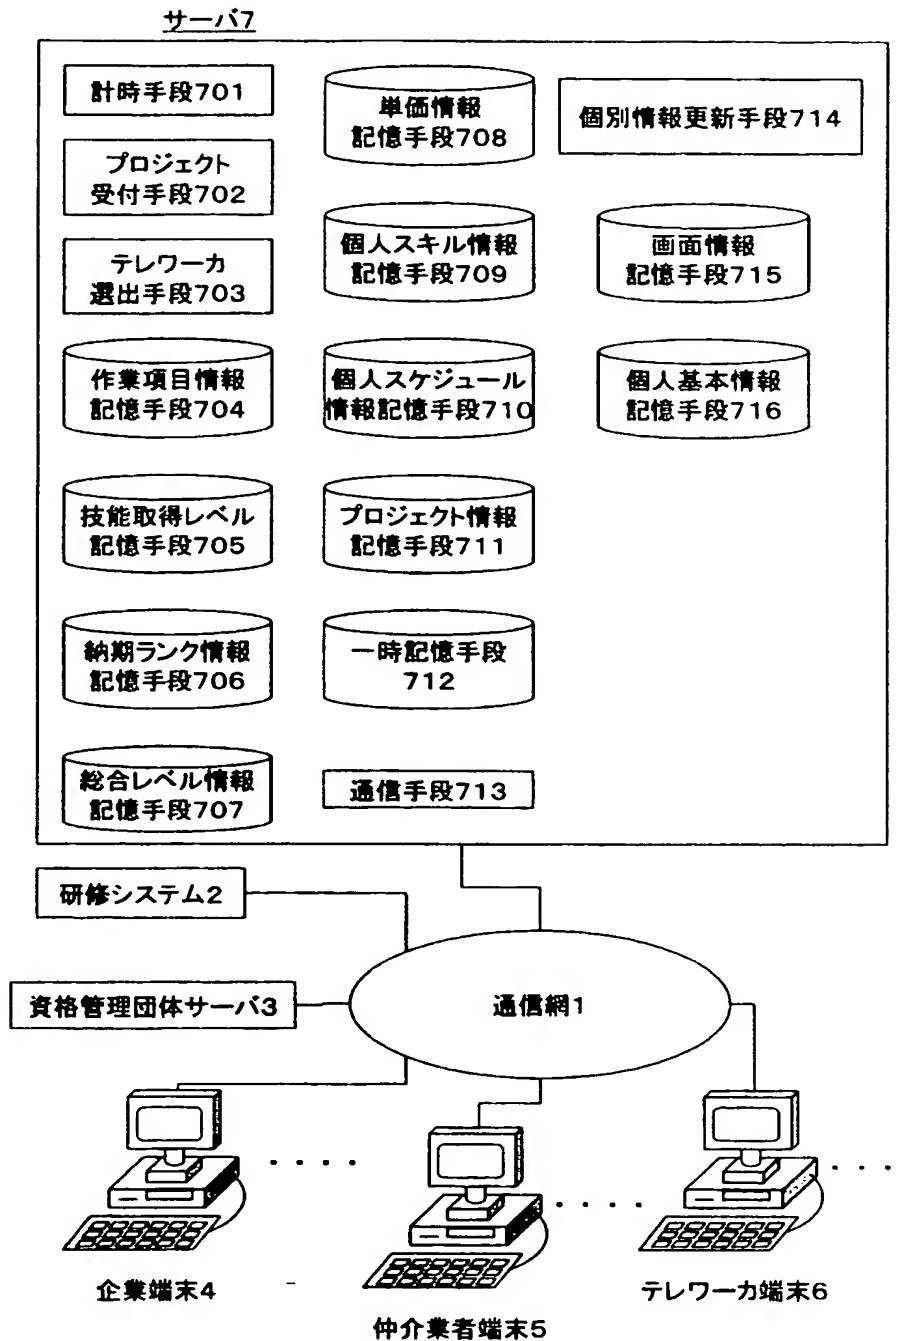 サーバ7
計時手段701
プロジェクト
受付手段702
テレワーカ
選出手段703
作業項目情報
記憶手段704
技能取得レベル
記憶手段705
納期ランク情報
記憶手段706
総合レベル情報
記憶手段707
単価情報
記憶手段708
個人スキル情報
記憶手段709
個人スケジュール
情報記憶手段710
プロジェクト情報
記憶手段711
一時記憶手段
712
通信手段713
個別情報更新手段714
画面情報
記憶手段715
個人基本情報
記憶手段716
研修システム2
資格管理団体サーバ3
通信網1
企業端末4
仲介業者端末5
テレワーカ端末6